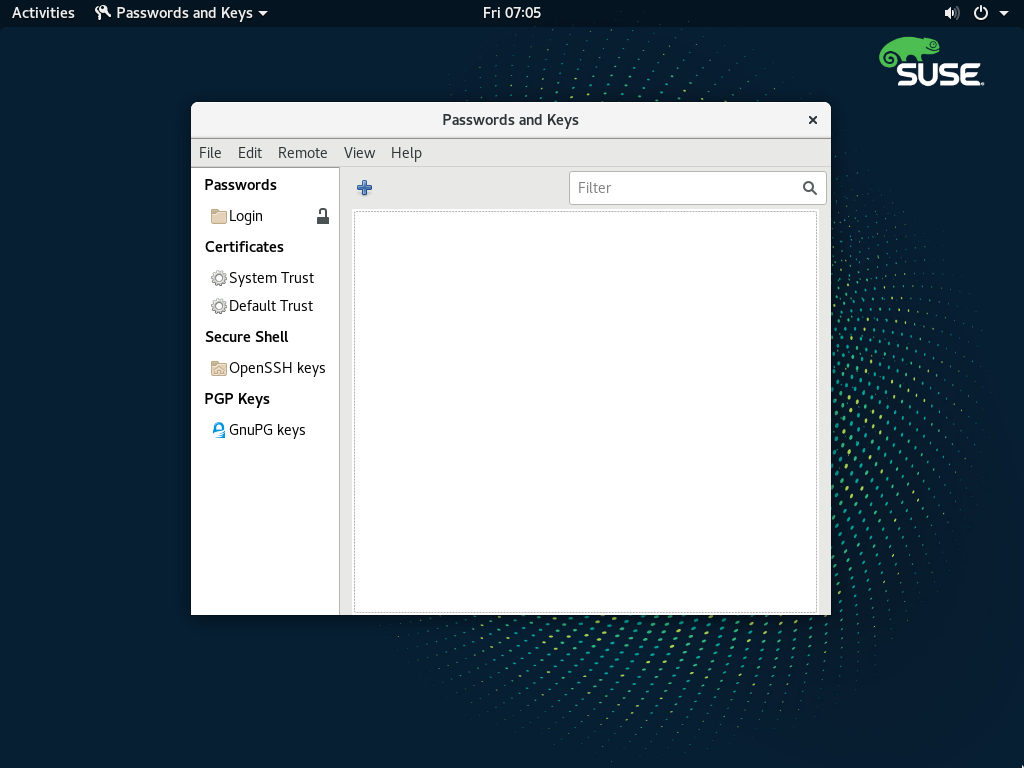 Activities Passwords and Keys Fri 07:05
SUSE
Passwords and Keys
File Edit Remote View Help
Passwords
Filter
Login
Certificates
System Trust
Default Trust
Secure Shell
OpenSSH keys
PGP Keys
GnuPG keys